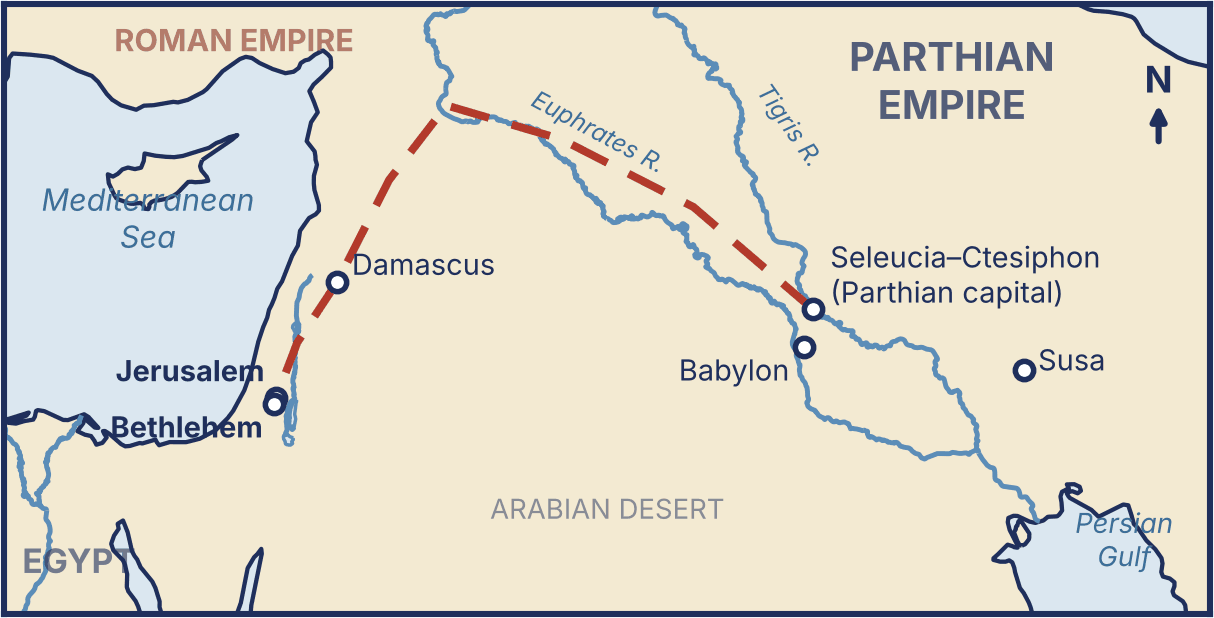 ROMAN EMPIRE
PARTHIAN
EMPIRE
N
Euphrates R.
Tigris R.
Mediterranean
Sea
Damascus
Seleucia–Ctesiphon
(Parthian capital)
Babylon
Susa
Jerusalem
Bethlehem
ARABIAN DESERT
Persian
Gulf
EGYPT